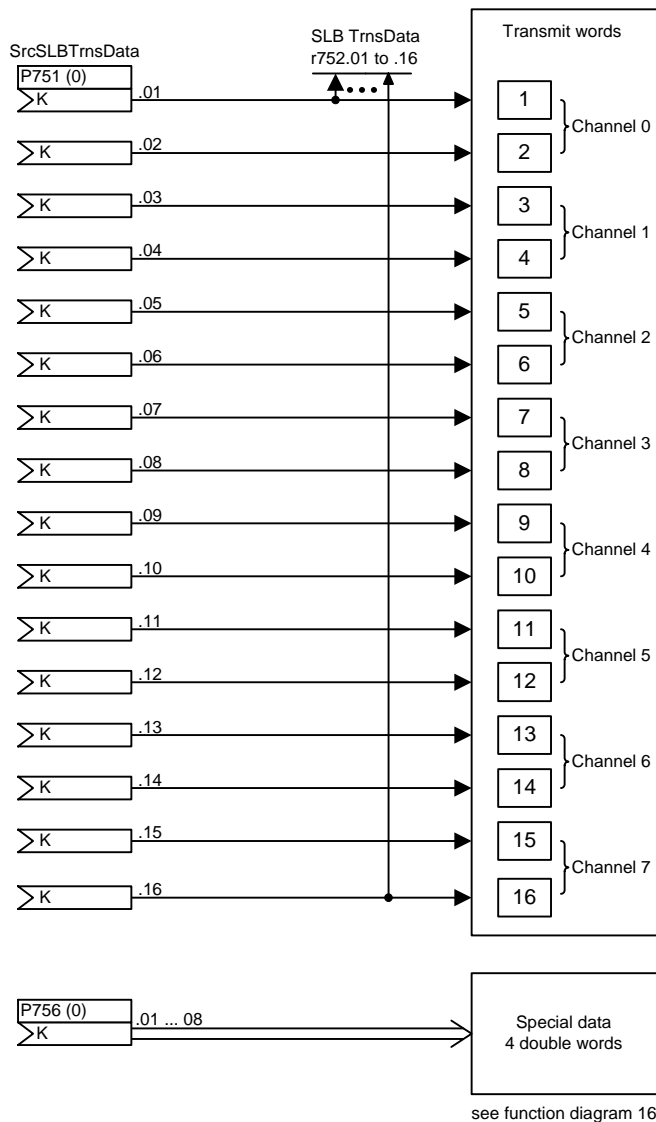 SLB TrnsData
r752.01 to .16
Transmit words
SrcSLBTrnsData
P751 (0)
K .01 1
Channel 0
K .02 2
K .03 3
Channel 1
K .04 4
K .05 5
Channel 2
K .06 6
K .07 7
Channel 3
K .08 8
K .09 9
Channel 4
K .10 10
K .11 11
Channel 5
K .12 12
K .13 13
Channel 6
K .14 14
K .15 15
Channel 7
K .16 16
P756 (0)
K .01 ... 08
Special data
4 double words
see function diagram 16